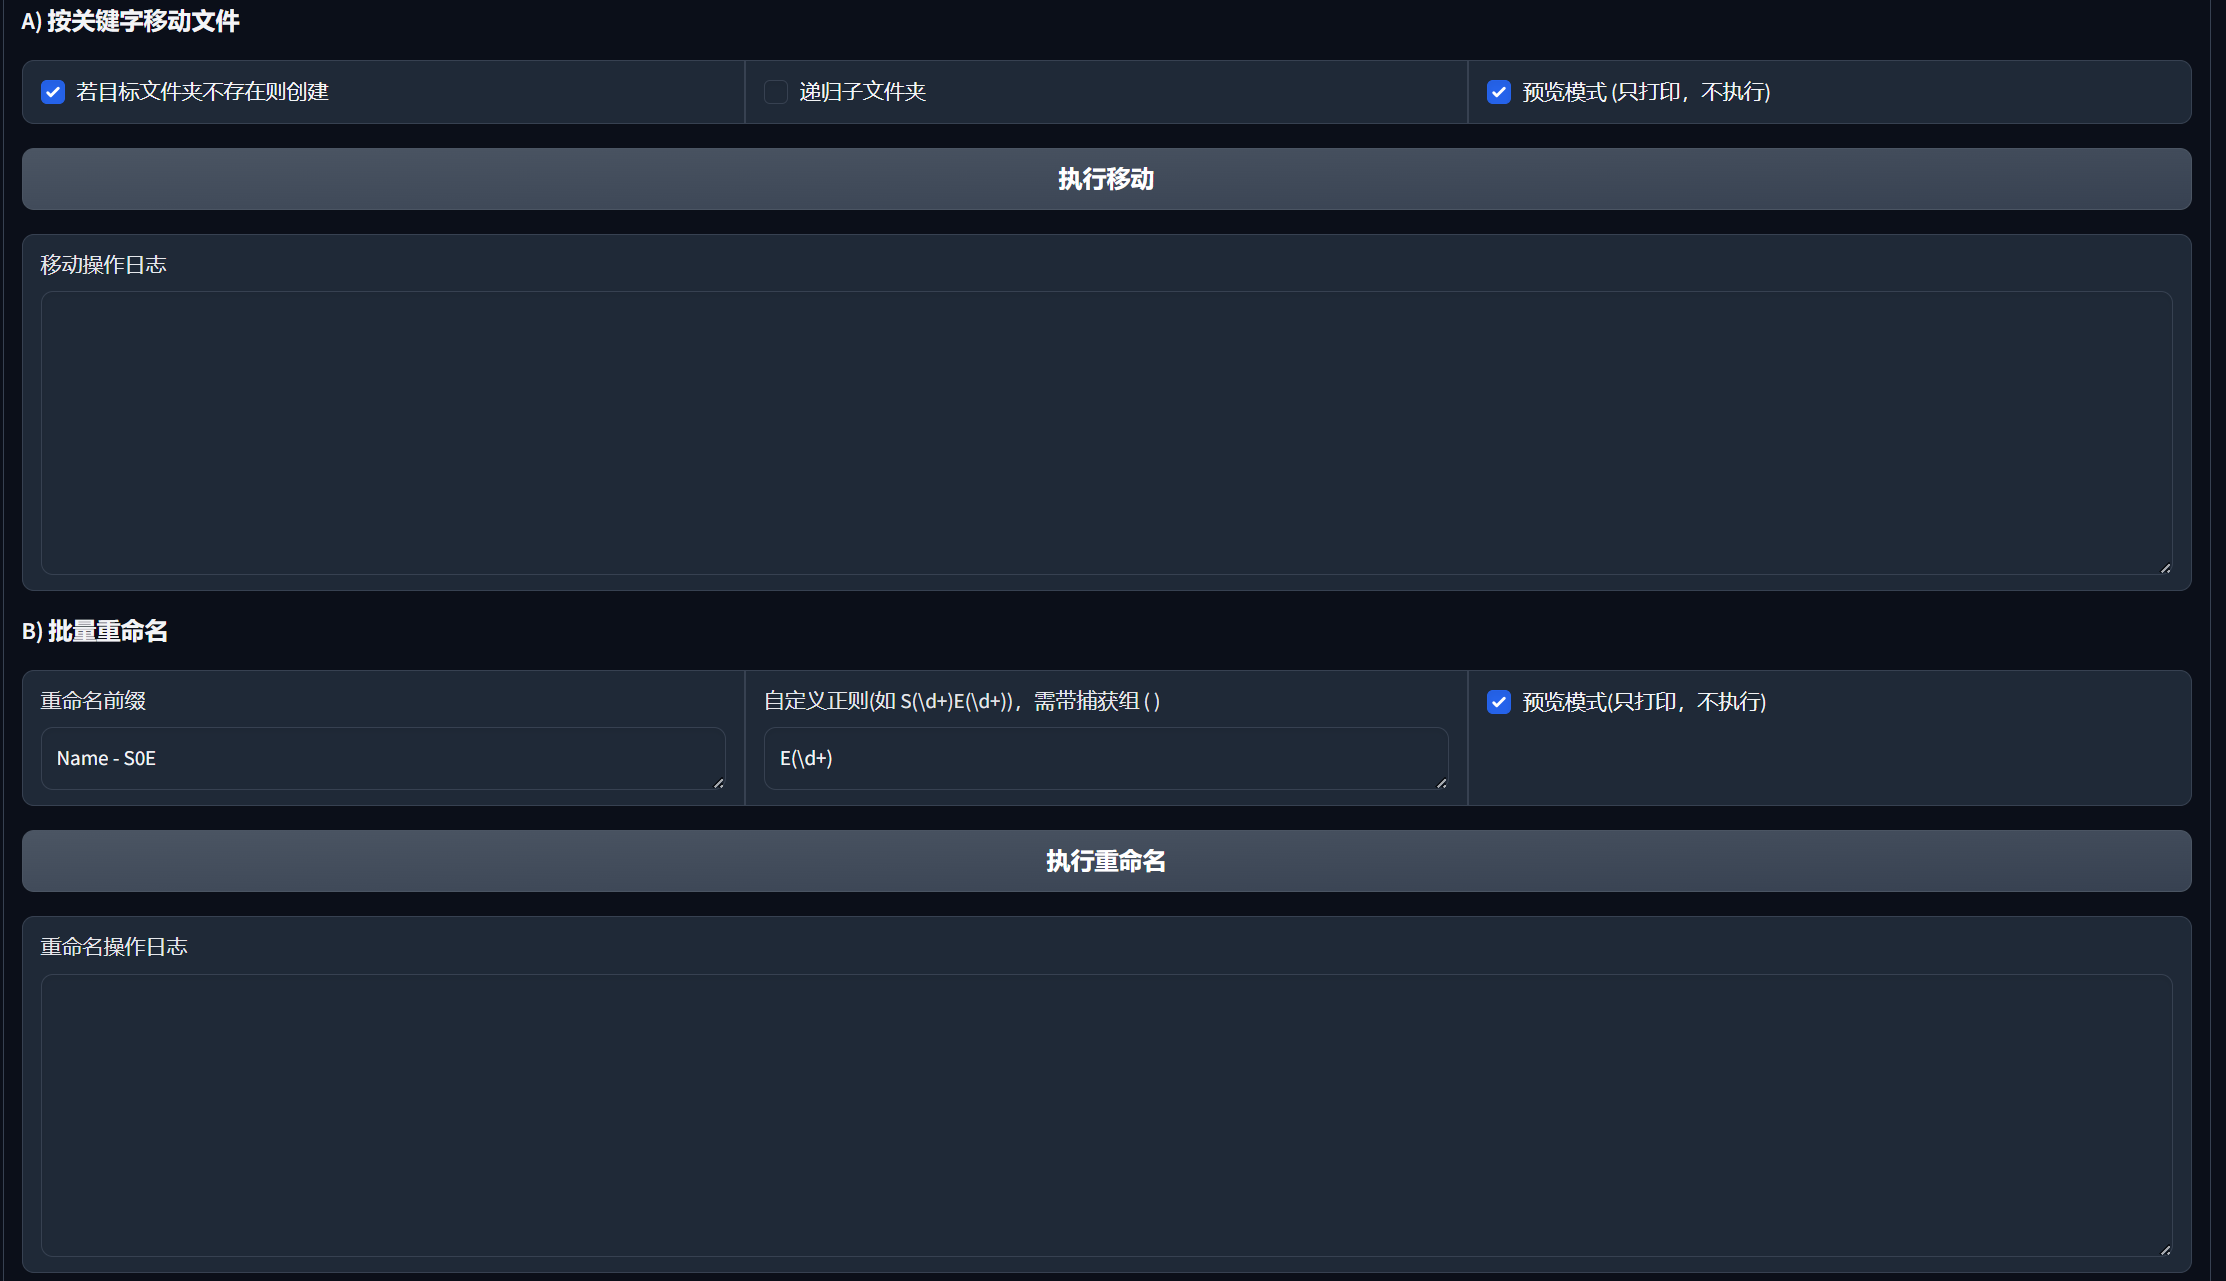 A) 按关键字移动文件
若目标文件夹不存在则创建
递归子文件夹
预览模式 (只打印，不执行)
执行移动
移动操作日志
B) 批量重命名
重命名前缀
自定义正则(如 S(\d+)E(\d+))，需带捕获组 ( )
预览模式(只打印，不执行)
Name - S0E
E(\d+)
执行重命名
重命名操作日志